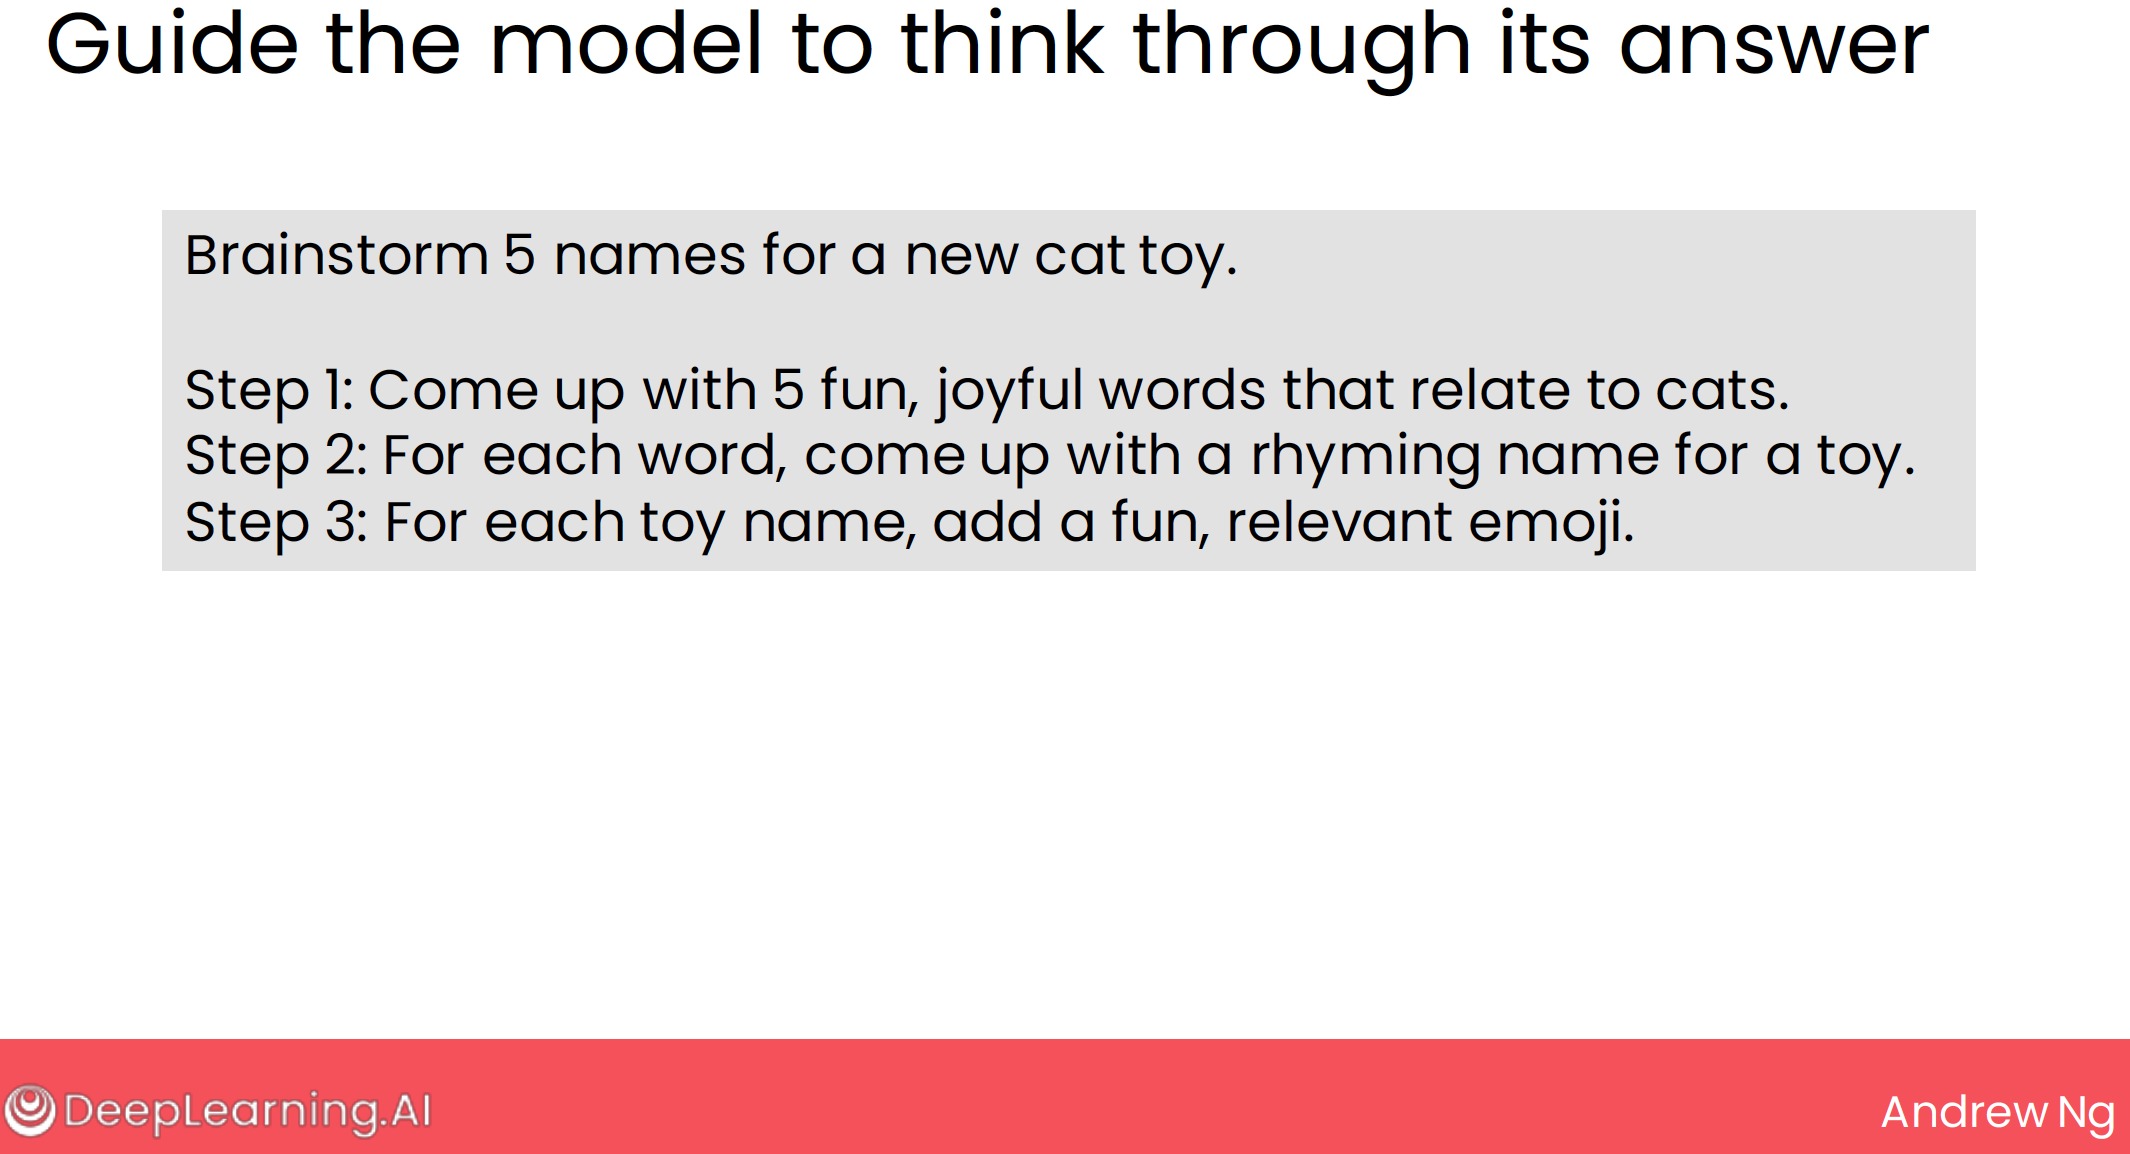 Guide the model to think through its answer
Brainstorm 5 names for a new cat toy.
Step 1: Come up with 5 fun, joyful words that relate to cats.
Step 2: For each word, come up with a rhyming name for a toy.
Step 3: For each toy name, add a fun, relevant emoji.
DeepLearning.AI
Andrew Ng